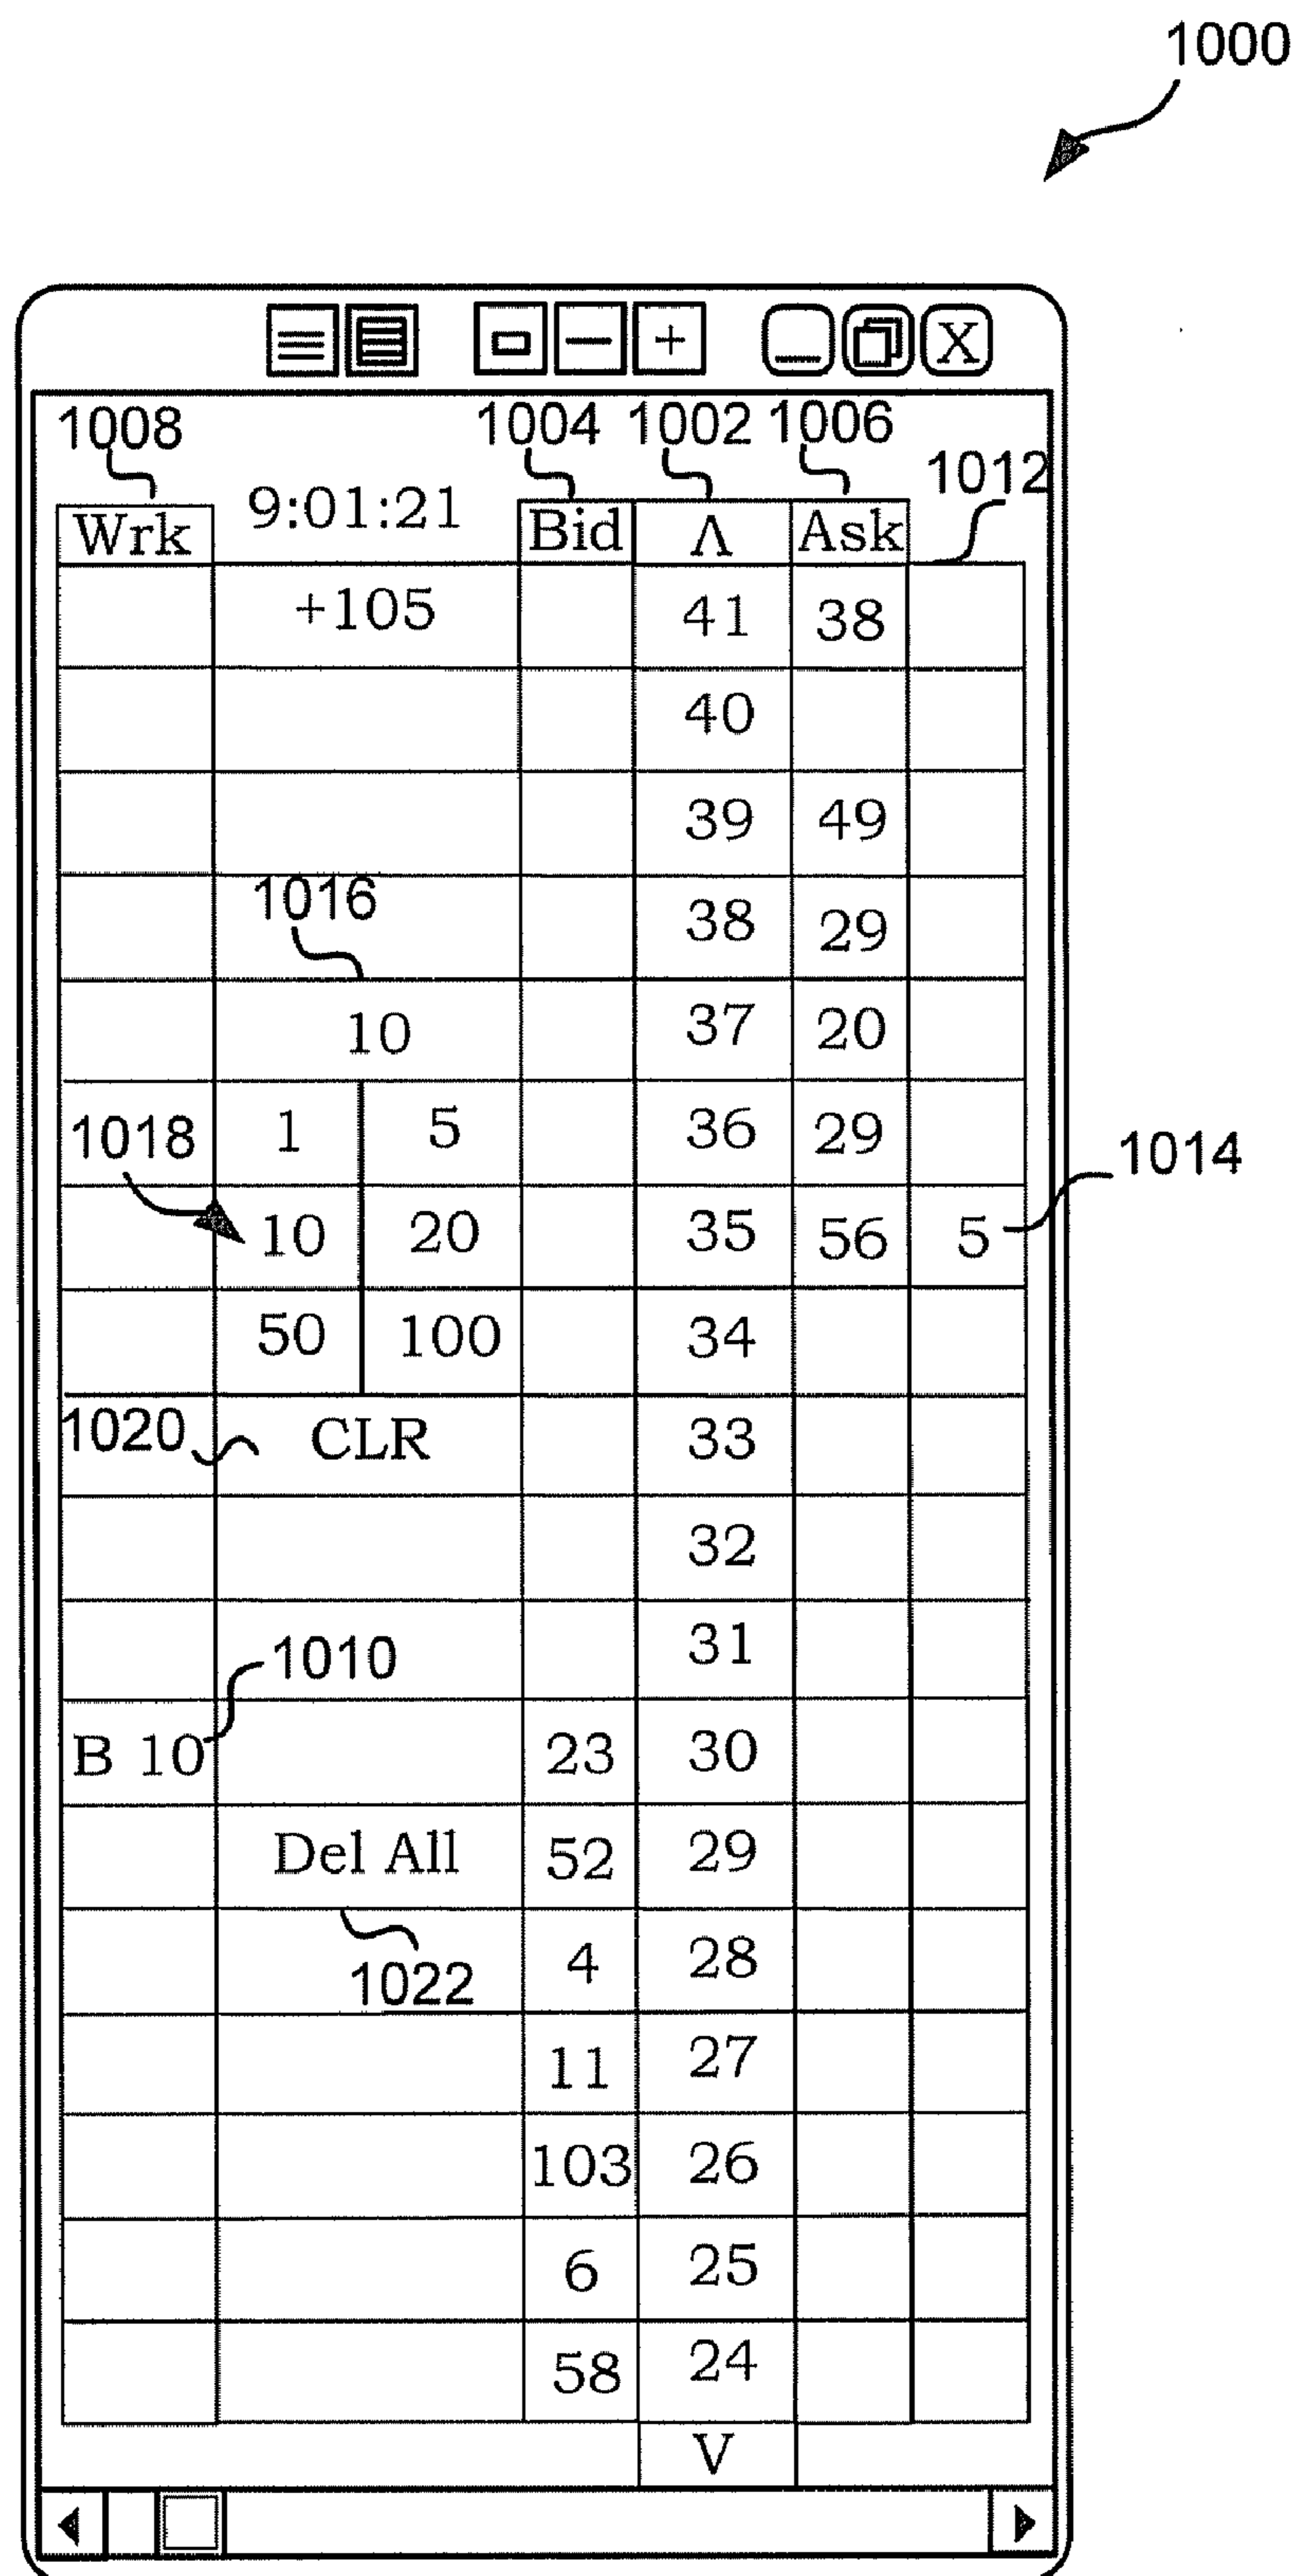 1000
X
1008 1004 1002 1006
1012
9:01:21
Wrk Bid Λ Ask
+105 41 38
40
39 49
1016
38 29
10 37 20
1018 1 5 36 29
1014
10 20 35 56 5
50 100 34
1020 CLR 33
32
1010 31
B 10 23 30
Del All 52 29
1022 4 28
11 27
103 26
6 25
58 24
V